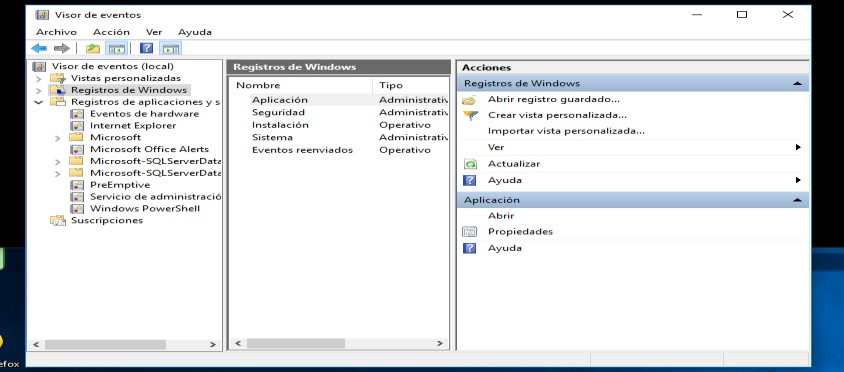 Visor de eventos
Archivo Acción Ver Ayuda
Visor de eventos (local)
Vistas personalizadas
Registros de Windows
Registros de aplicaciones y s
Eventos de hardware
Internet Explorer
Microsoft
Microsoft Office Alerts
Microsoft-SQLServerData
Microsoft-SQLServerData
PreEmptive
Servicio de administració
Windows PowerShell
Suscripciones
Registros de Windows
Nombre Tipo
Aplicación Administrativ
Seguridad Administrativ
Instalación Operativo
Sistema Administrativ
Eventos reenviados Operativo
Acciones
Registros de Windows
Abrir registro guardado...
Crear vista personalizada...
Importar vista personalizada...
Ver
Actualizar
Ayuda
Aplicación
Abrir
Propiedades
Ayuda
efox